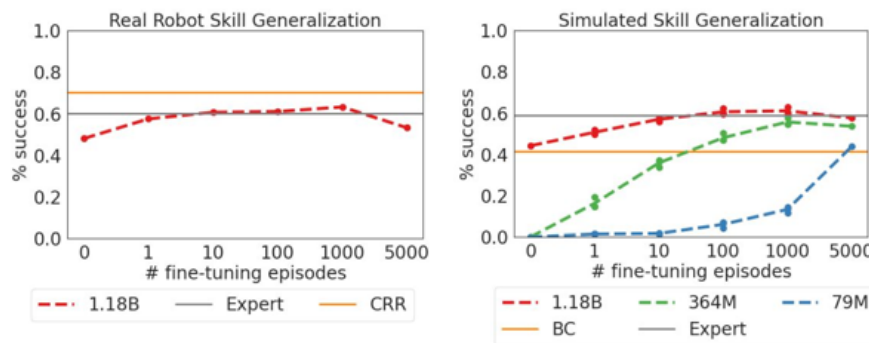 Real Robot Skill Generalization
1.0
0.8
0.6
0.4
0.2
0.0
% success
0 1 10 100 1000 5000
# fine-tuning episodes
1.18B Expert CRR
Simulated Skill Generalization
1.0
0.8
0.6
0.4
0.2
0.0
% success
0 1 10 100 1000 5000
# fine-tuning episodes
1.18B 364M 79M
BC Expert